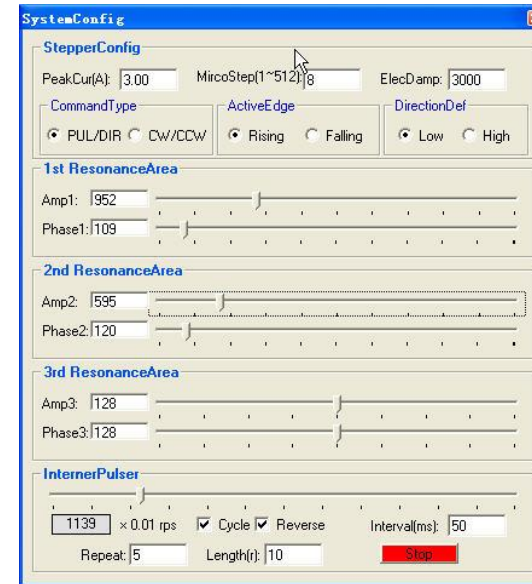 SystemConfig
StepperConfig
PeakCur(A): 3.00 MircoStep(1~512): 8 ElecDamp: 3000
CommandType ActiveEdge DirectionDef
PUL/DIR CW/CCW Rising Falling Low High
1st ResonanceArea
Amp1: 952
Phase1: 109
2nd ResonanceArea
Amp2: 595
Phase2: 120
3rd ResonanceArea
Amp3: 128
Phase3: 128
InternerPulser
1139 × 0.01 rps Cycle Reverse Interval(ms): 50
Repeat: 5 Length(r): 10 Stop